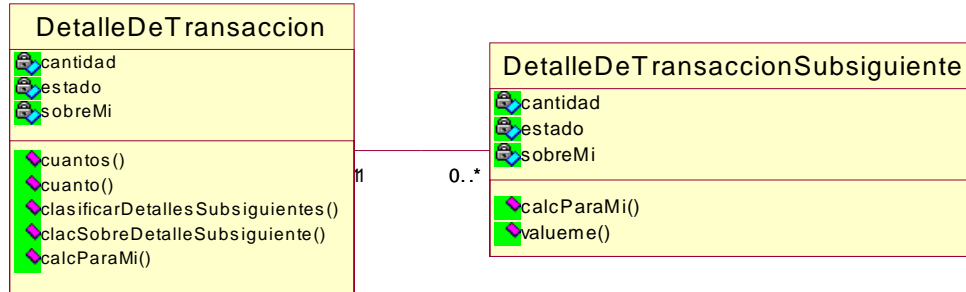 DetalleDeTransaccion
cantidad
estado
sobreMi
cuantos()
cuanto()
clasificarDetallesSubsiguientes()
clacSobreDetalleSubsiguiente()
calcParaMi()
1
0..*
DetalleDeTransaccionSubsiguiente
cantidad
estado
sobreMi
calcParaMi()
valueme()